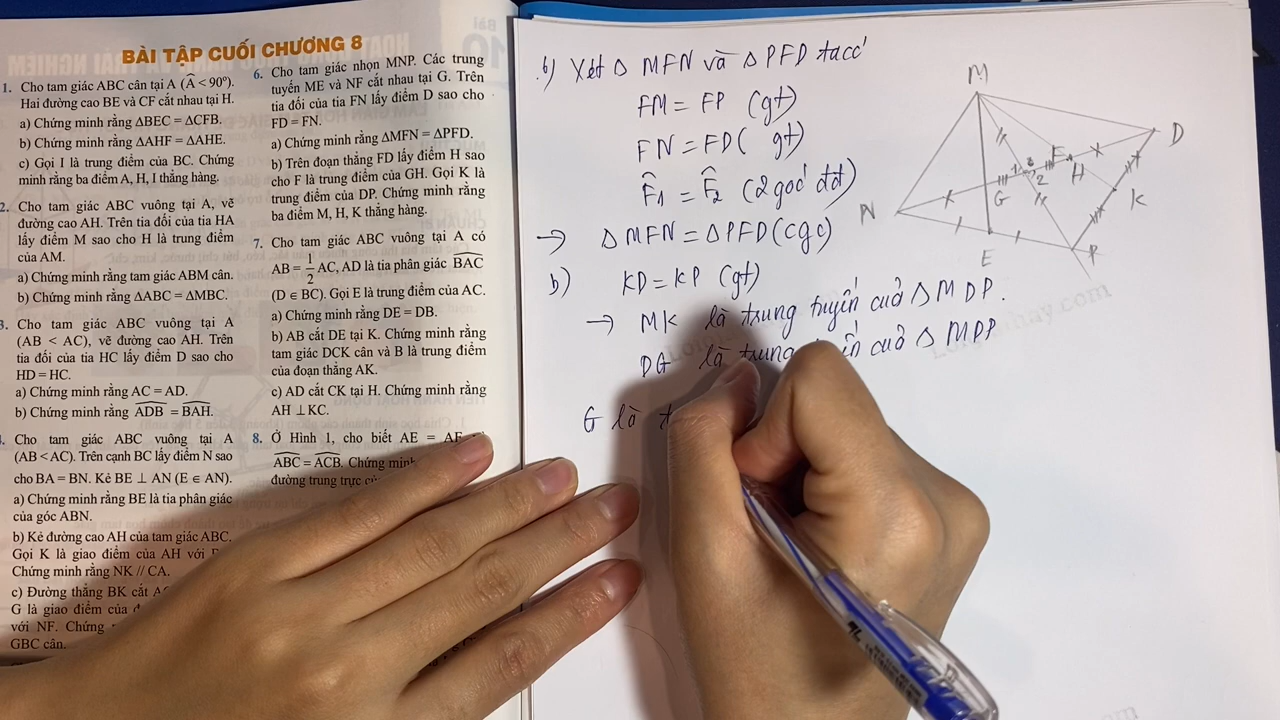 BÀI TẬP CUỐI CHƯƠNG 8
1. Cho tam giác ABC cân tại A (Â < 90°).
Hai đường cao BE và CF cắt nhau tại H.
a) Chứng minh rằng ΔBEC = ΔCFB.
b) Chứng minh rằng ΔAHF = ΔAHE.
c) Gọi I là trung điểm của BC. Chứng
minh rằng ba điểm A, H, I thẳng hàng.
2. Cho tam giác ABC vuông tại A, vẽ
đường cao AH. Trên tia đối của tia HA
lấy điểm M sao cho H là trung điểm
của AM.
a) Chứng minh rằng tam giác ABM cân.
b) Chứng minh rằng ΔABC = ΔMBC.
3. Cho tam giác ABC vuông tại A
(AB < AC), vẽ đường cao AH. Trên
tia đối của tia HC lấy điểm D sao cho
HD = HC.
a) Chứng minh rằng AC = AD.
b) Chứng minh rằng ADB = BAH.
Cho tam giác ABC vuông tại A
(AB < AC). Trên cạnh BC lấy điểm N sao
cho BA = BN. Kẻ BE ⊥ AN (E ∈ AN).
a) Chứng minh rằng BE là tia phân giác
của góc ABN.
b) Kẻ đường cao AH của tam giác ABC.
Gọi K là giao điểm của AH với
Chứng minh rằng NK // CA.
c) Đường thẳng BK cắt
G là giao điểm của
với NF. Chứng
GBC cân.
6. Cho tam giác nhọn MNP. Các trung
tuyến ME và NF cắt nhau tại G. Trên
tia đối của tia FN lấy điểm D sao cho
FD = FN.
a) Chứng minh rằng ΔMFN = ΔPFD.
b) Trên đoạn thẳng FD lấy điểm H sao
cho F là trung điểm của GH. Gọi K là
trung điểm của DP. Chứng minh rằng
ba điểm M, H, K thẳng hàng.
7. Cho tam giác ABC vuông tại A có
AB = 1/2 AC, AD là tia phân giác BAC
(D ∈ BC). Gọi E là trung điểm của AC.
a) Chứng minh rằng DE = DB.
b) AB cắt DE tại K. Chứng minh rằng
tam giác DCK cân và B là trung điểm
của đoạn thẳng AK.
c) AD cắt CK tại H. Chứng minh rằng
AH ⊥ KC.
8. Ở Hình 1, cho biết AE = AF
ABC = ACB. Chứng minh
đường trung trực
b) Xét Δ MFN và Δ PFD ta có
FM = FP (gt)
FN = FD ( gt)
F̂1 = F̂2 (2 góc đđ)
→ Δ MFN = Δ PFD (cgc)
b) KD = KP (gt)
→ MK là trung tuyến cuả Δ MDP.
DG là trung tuyến cuả Δ MDP
G là t
M
D
F
1
2
H
G
K
N
E
P